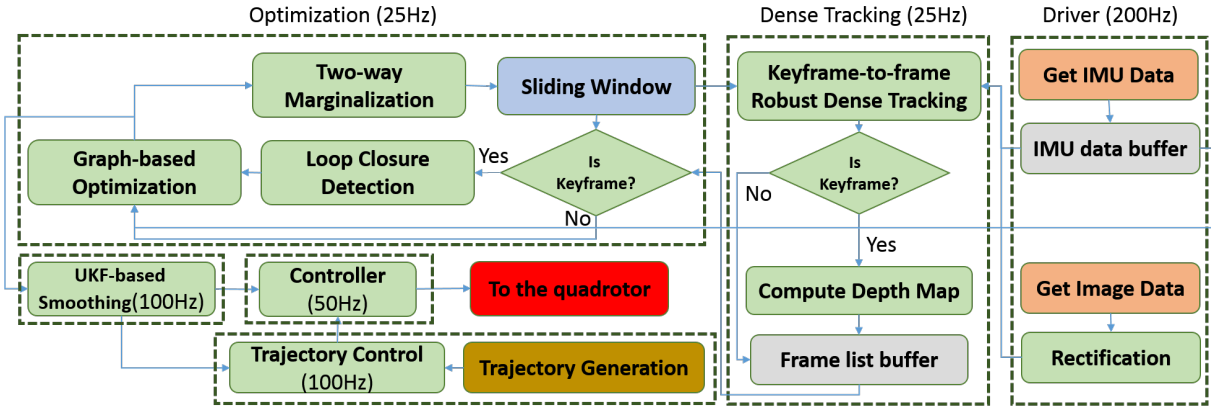 Optimization (25Hz)
Dense Tracking (25Hz)
Driver (200Hz)
Two-way
Marginalization
Sliding Window
Keyframe-to-frame
Robust Dense Tracking
Get IMU Data
IMU data buffer
Graph-based
Optimization
Loop Closure
Detection
Yes
Is
Keyframe?
No
Is
Keyframe?
No
Yes
UKF-based
Smoothing(100Hz)
Controller
(50Hz)
To the quadrotor
Compute Depth Map
Get Image Data
Trajectory Control
(100Hz)
Trajectory Generation
Frame list buffer
Rectification